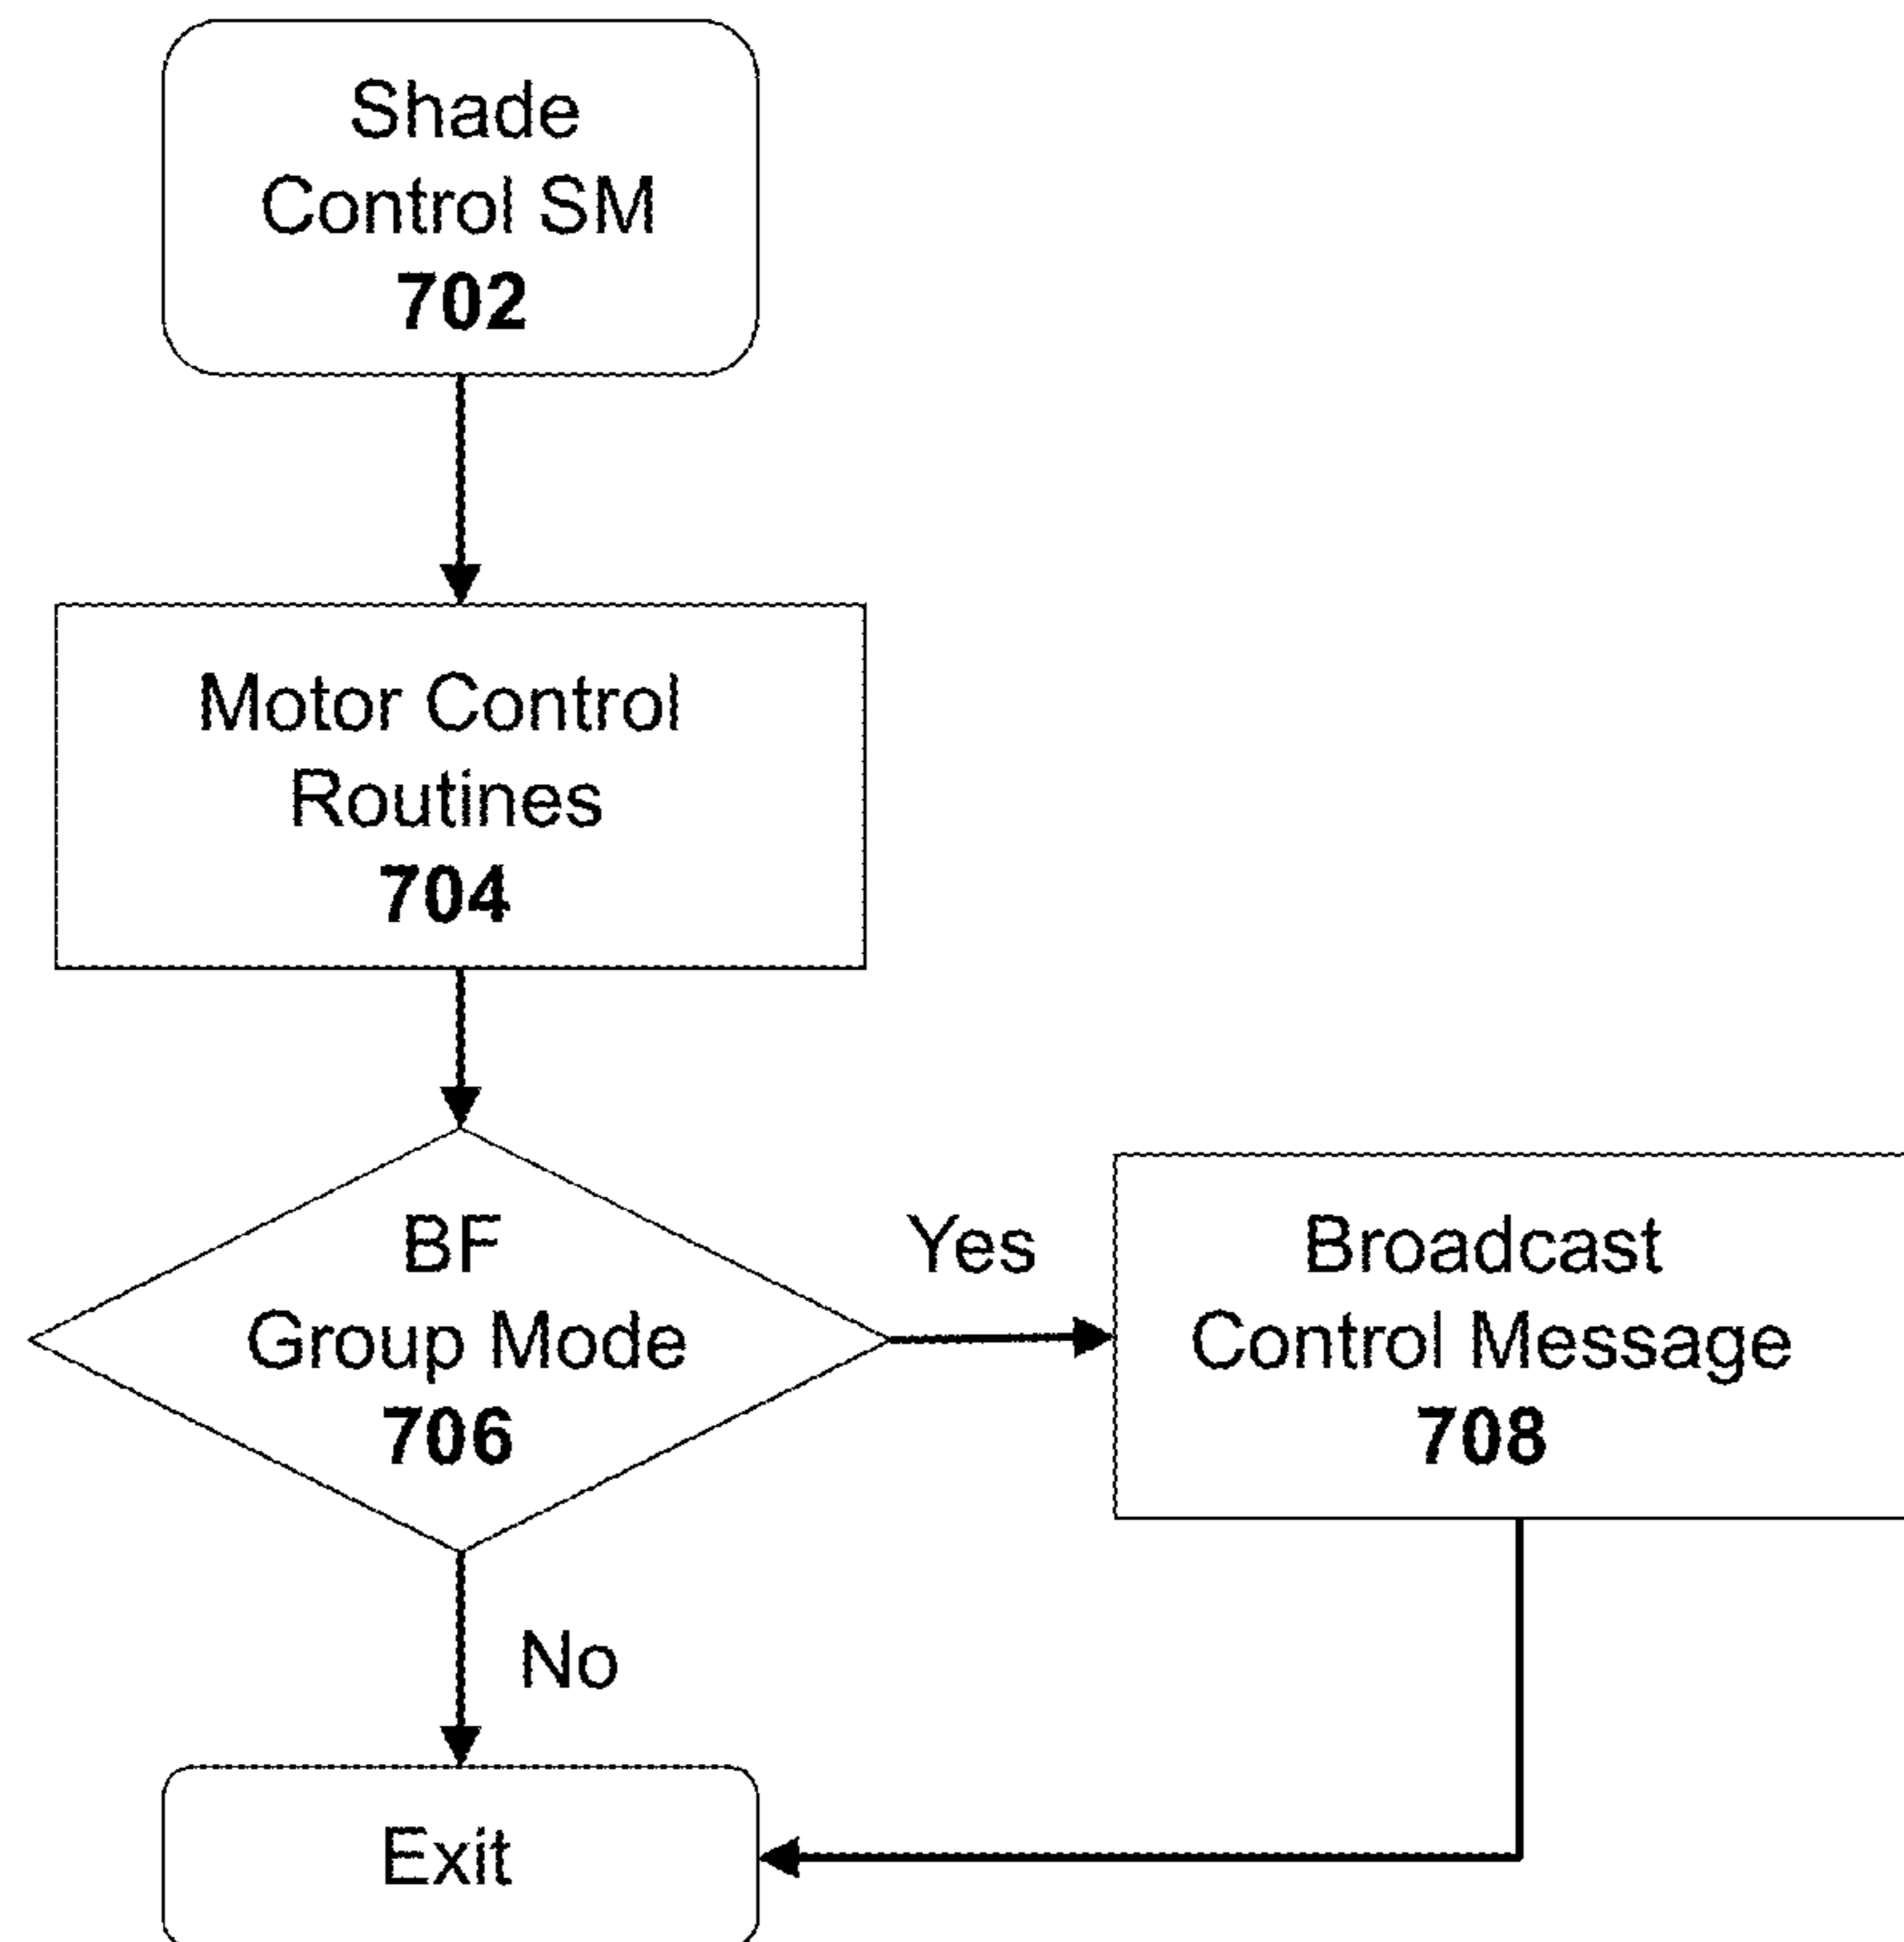 Shade
Control SM
702
Motor Control
Routines
704
BF
Group Mode
706
Yes
Broadcast
Control Message
708
No
Exit